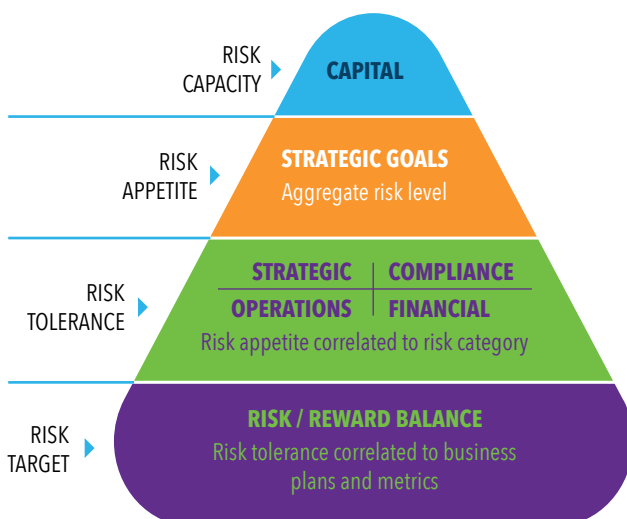 RISK
CAPACITY
CAPITAL
RISK
APPETITE
STRATEGIC GOALS
Aggregate risk level
RISK
TOLERANCE
STRATEGIC COMPLIANCE
OPERATIONS FINANCIAL
Risk appetite correlated to risk category
RISK
TARGET
RISK / REWARD BALANCE
Risk tolerance correlated to business
plans and metrics